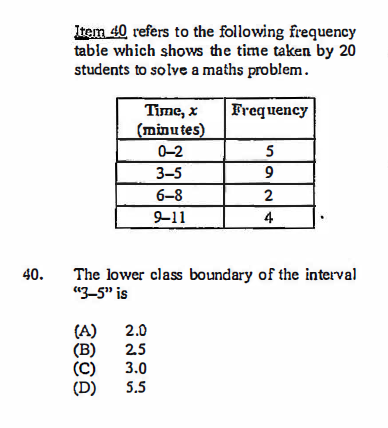 Item 40 refers to the following frequency
table which shows the time taken by 20
students to solve a maths problem.
Time, x Frequency
(minutes)
0–2 5
3–5 9
6–8 2
9–11 4
40. The lower class boundary of the interval
“3–5” is
(A) 2.0
(B) 2.5
(C) 3.0
(D) 5.5